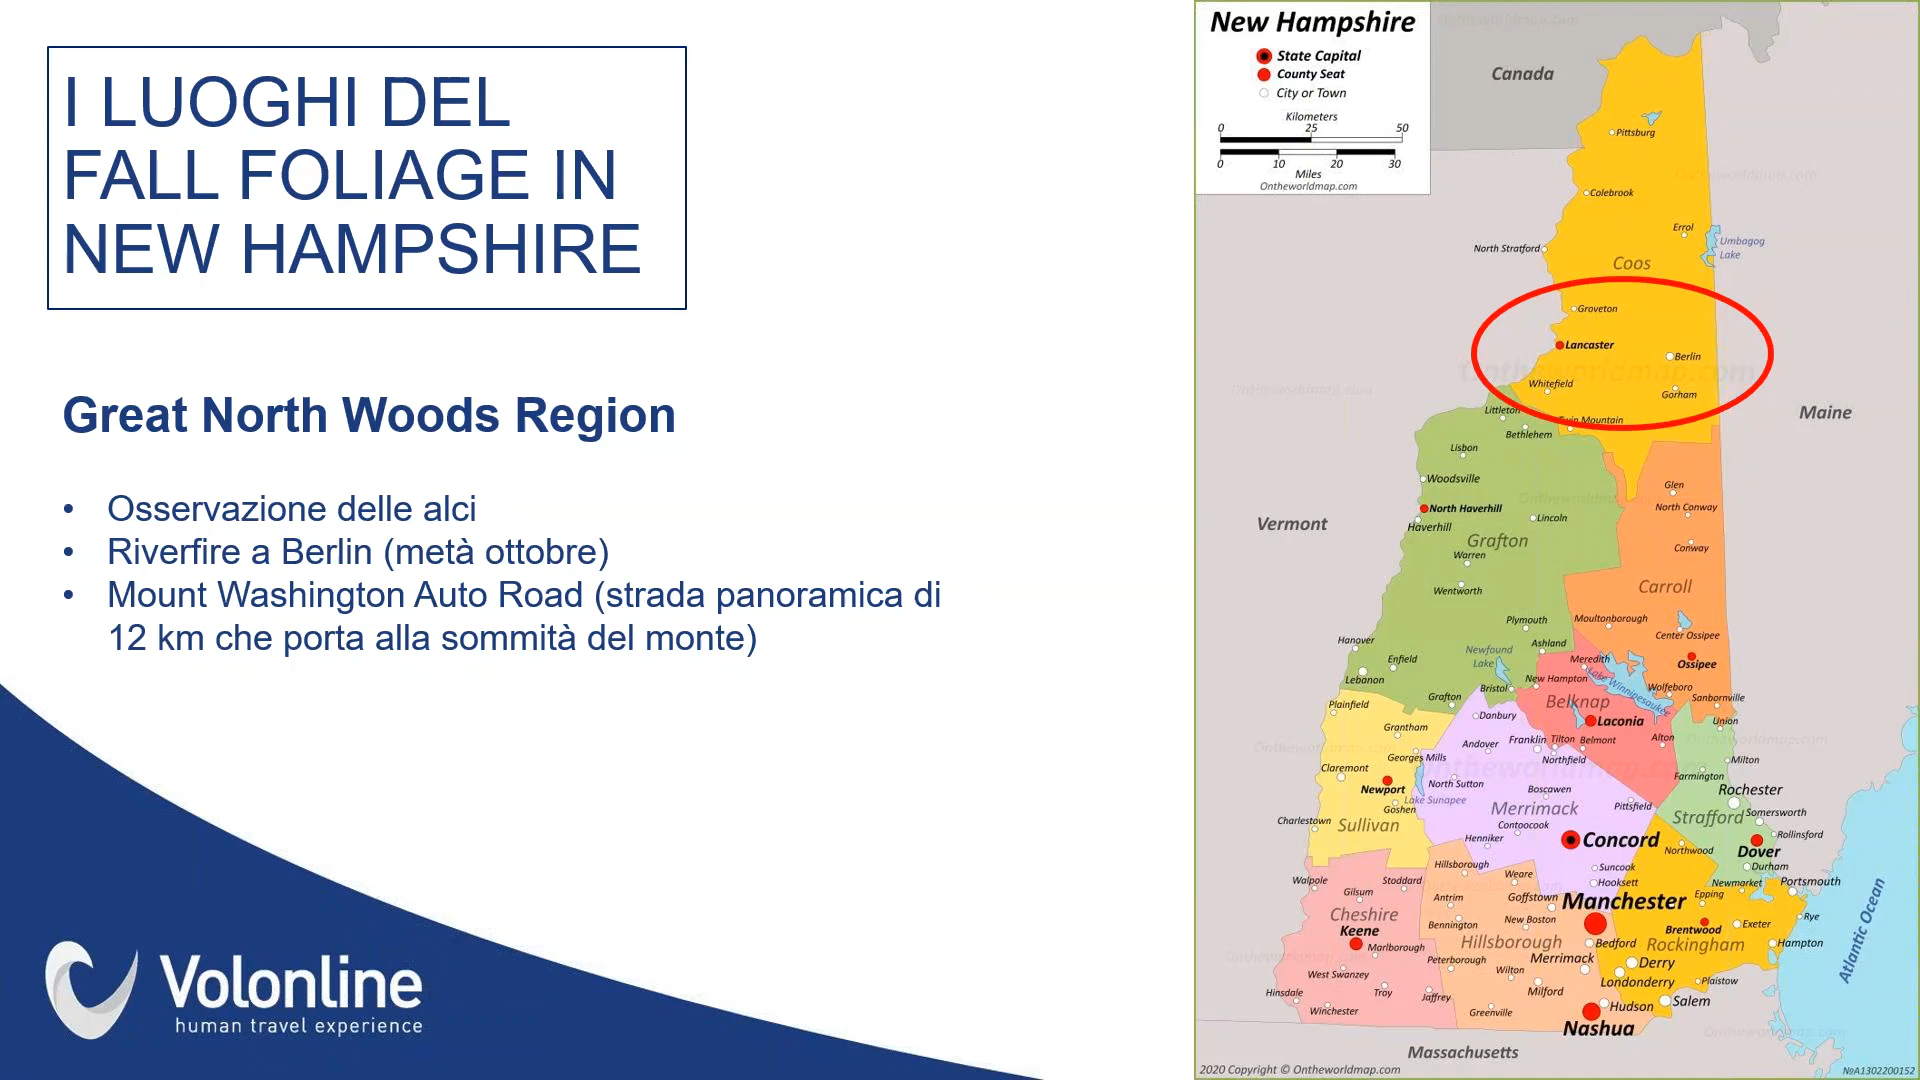 I LUOGHI DEL
FALL FOLIAGE IN
NEW HAMPSHIRE
Great North Woods Region
• Osservazione delle alci
• Riverfire a Berlin (metà ottobre)
• Mount Washington Auto Road (strada panoramica di
12 km che porta alla sommità del monte)
Volonline
human travel experience
New Hampshire
State Capital
County Seat
City or Town
Kilometers
0 25 50
0 10 20 30
Miles
Ontheworldmap.com
Canada
Pittsburg
Colebrook
Errol
North Stratford
Umbagog
Lake
Coos
Groveton
Lancaster
Berlin
Whitefield
Gorham
Littleton
Twin Mountain
Bethlehem
Maine
Lisbon
Woodsville
Glen
North Haverhill
North Conway
Haverhill
Lincoln
Vermont
Grafton
Conway
Warren
Carroll
Wentworth
Plymouth
Moultonborough
Center Ossipee
Hanover
Ashland
Newfound
Lake
Enfield
Meredith
Ossipee
Lebanon
New Hampton
Lake Winnipesaukee
Wolfeboro
Bristol
Grafton
Sanbornville
Plainfield
Belknap
Danbury
Laconia
Union
Grantham
Andover
Franklin
Tilton
Belmont
Alton
Georges Mills
Northfield
Milton
Claremont
Farmington
Newport
North Sutton
Boscawen
Rochester
Lake Sunapee
Goshen
Merrimack
Pittsfield
Charlestown
Sullivan
Contoocook
Strafford
Somersworth
Henniker
Concord
Rollinsford
Northwood
Dover
Hillsborough
Suncook
Durham
Walpole
Stoddard
Weare
Hooksett
Newmarket
Portsmouth
Gilsum
Antrim
Goffstown
Manchester
Epping
Cheshire
Keene
Bennington
New Boston
Brentwood
Exeter
Rye
Marlborough
Hillsborough
Bedford
Rockingham
Hampton
Peterborough
Merrimack
Derry
West Swanzey
Wilton
Londonderry
Plaistow
Hinsdale
Troy
Jaffrey
Milford
Salem
Winchester
Greenville
Hudson
Nashua
Atlantic Ocean
Massachusetts
2020 Copyright © Ontheworldmap.com
№A1302200152